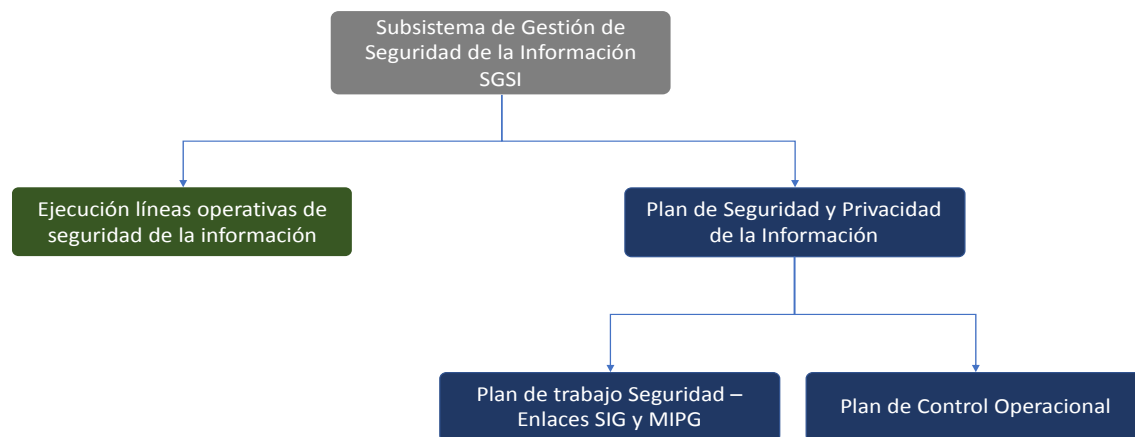 Subsistema de Gestión de
Seguridad de la Información
SGSI
Ejecución líneas operativas de
seguridad de la información
Plan de Seguridad y Privacidad
de la Información
Plan de trabajo Seguridad –
Enlaces SIG y MIPG
Plan de Control Operacional